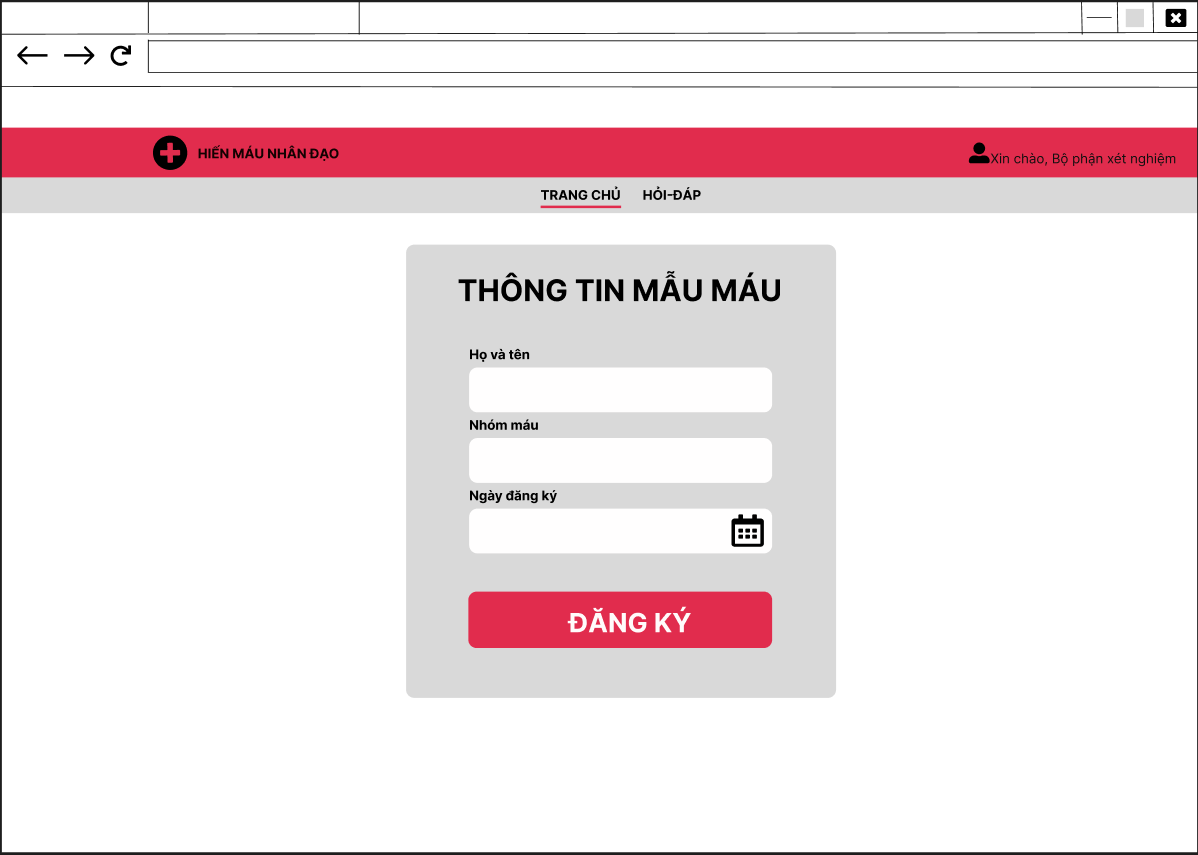 HIẾN MÁU NHÂN ĐẠO
Xin chào, Bộ phận xét nghiệm
TRANG CHỦ HỎI-ĐÁP
THÔNG TIN MẪU MÁU
Họ và tên
Nhóm máu
Ngày đăng ký
ĐĂNG KÝ